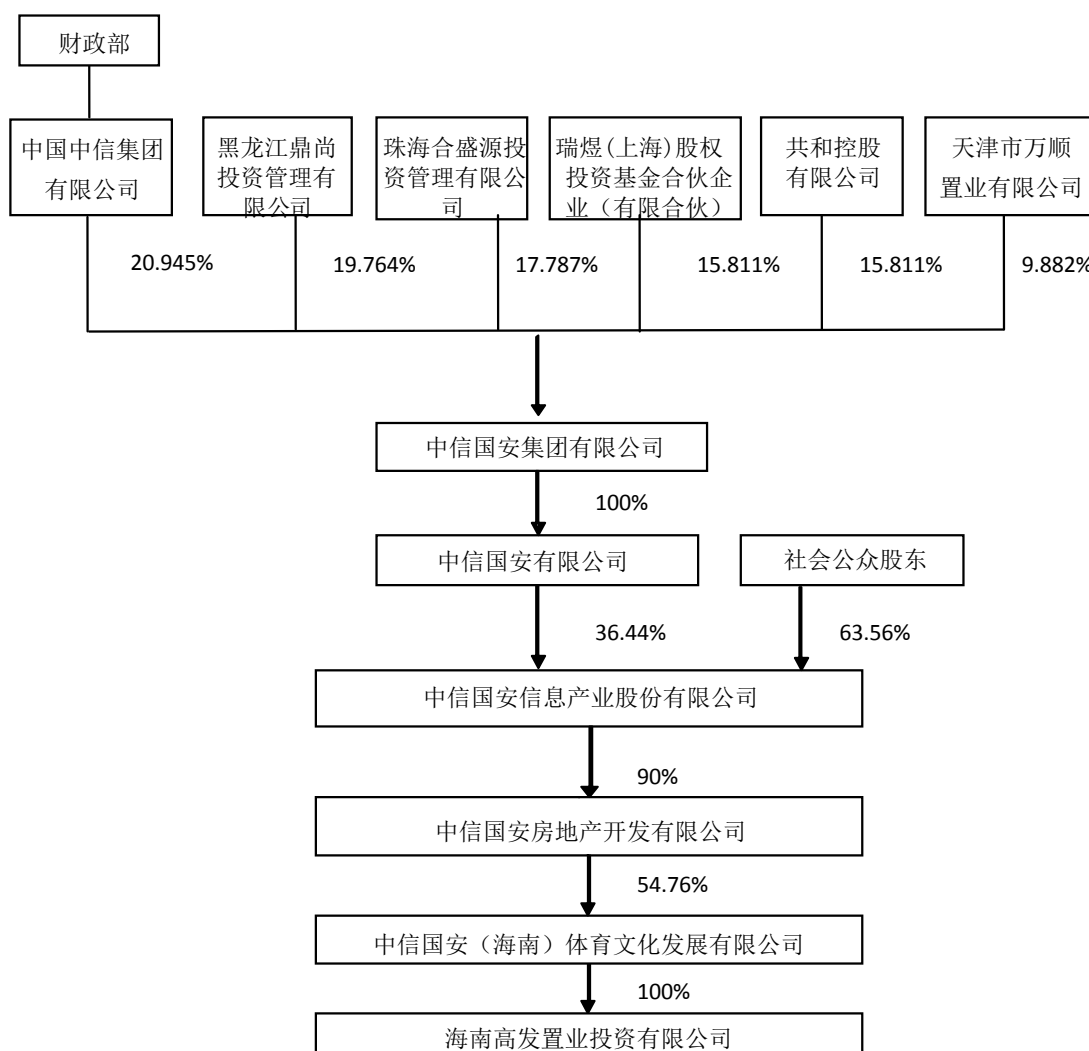 财政部
中国中信集团
有限公司
黑龙江鼎尚
投资管理有
限公司
珠海合盛源投
资管理有限公
司
瑞煜(上海)股权
投资基金合伙企
业（有限合伙）
共和控股
有限公司
天津市万顺
置业有限公司
20.945%
19.764%
17.787%
15.811%
15.811%
9.882%
中信国安集团有限公司
100%
中信国安有限公司
社会公众股东
36.44%
63.56%
中信国安信息产业股份有限公司
90%
中信国安房地产开发有限公司
54.76%
中信国安（海南）体育文化发展有限公司
100%
海南高发置业投资有限公司